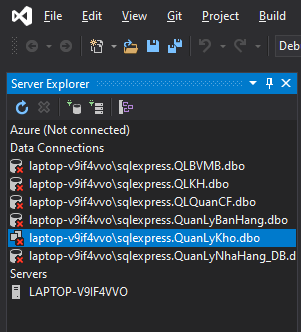 File Edit View Git Project Build
Deb
Server Explorer
Azure (Not connected)
Data Connections
laptop-v9if4vvo\sqlexpress.QLBVMB.dbo
laptop-v9if4vvo\sqlexpress.QLKH.dbo
laptop-v9if4vvo\sqlexpress.QLQuanCF.dbo
laptop-v9if4vvo\sqlexpress.QuanLyBanHang.dbo
laptop-v9if4vvo\sqlexpress.QuanLyKho.dbo
laptop-v9if4vvo\sqlexpress.QuanLyNhaHang_DB.d
Servers
LAPTOP-V9IF4VVO